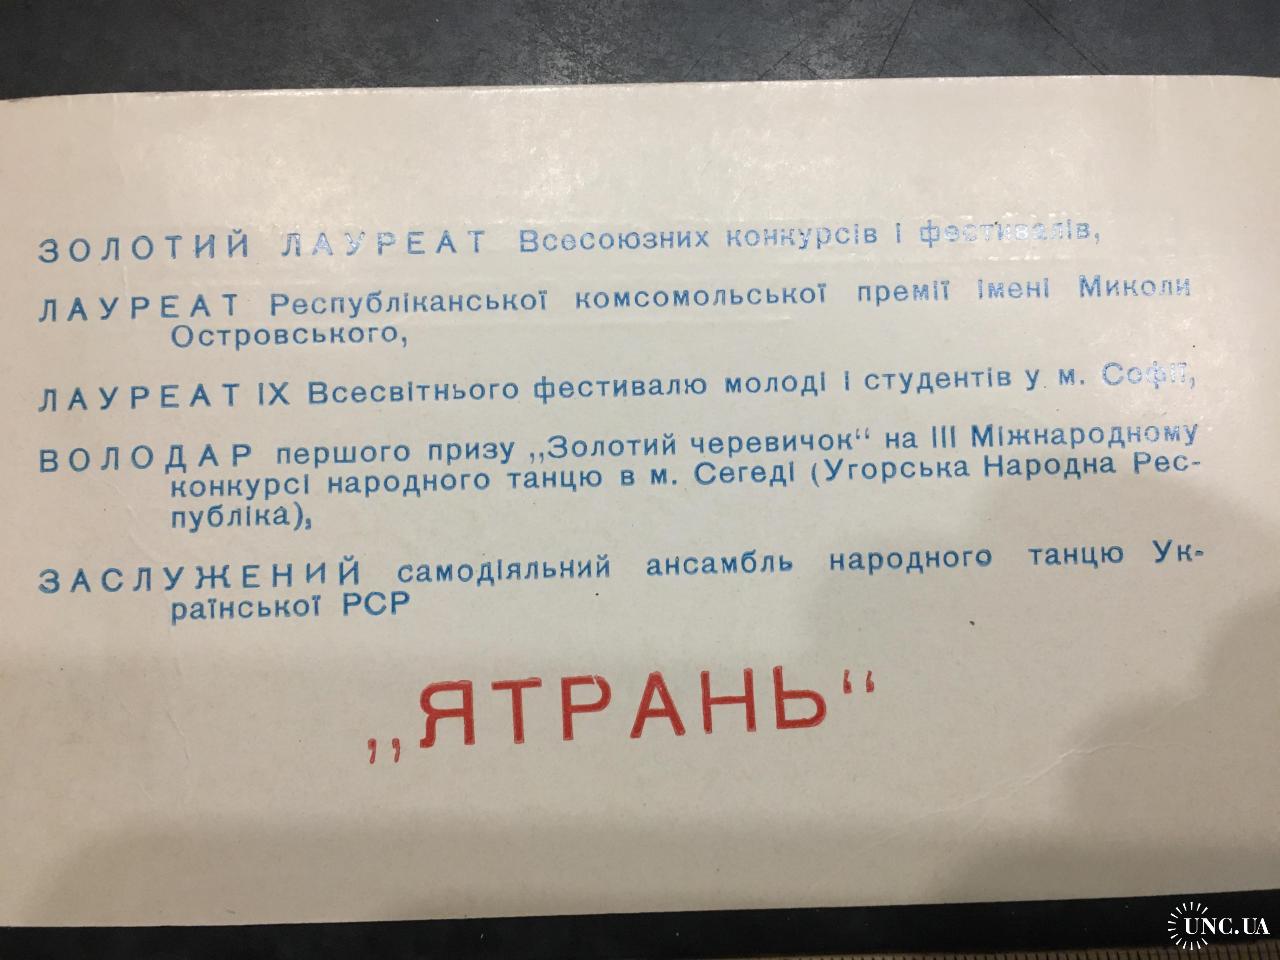 ЗОЛОТИЙ ЛАУРЕАТ Всесоюзних конкурсів і фестивалів,
ЛАУРЕАТ Республіканської комсомольської премії імені Миколи
Островського,
ЛАУРЕАТ IX Всесвітнього фестивалю молоді і студентів у м. Софії,
ВОЛОДАР першого призу „Золотий черевичок“ на III Міжнародному
конкурсі народного танцю в м. Сегеді (Угорська Народна Рес-
публіка),
ЗАСЛУЖЕНИЙ самодіяльний ансамбль народного танцю Ук-
раїнської РСР
„ЯТРАНЬ“
UNC.UA